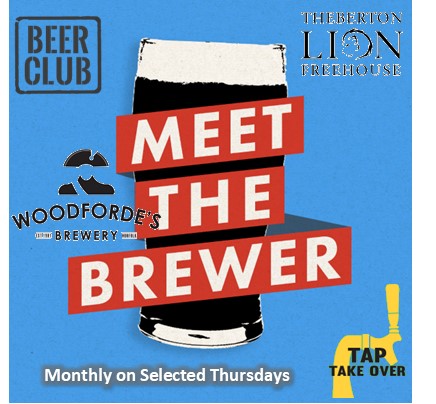 BEER
CLUB
THEBERTON
LION
FREEHOUSE
MEET
THE
BREWER
WOODFORDE'S
BREWERY
TAP
TAKE OVER
Monthly on Selected Thursdays